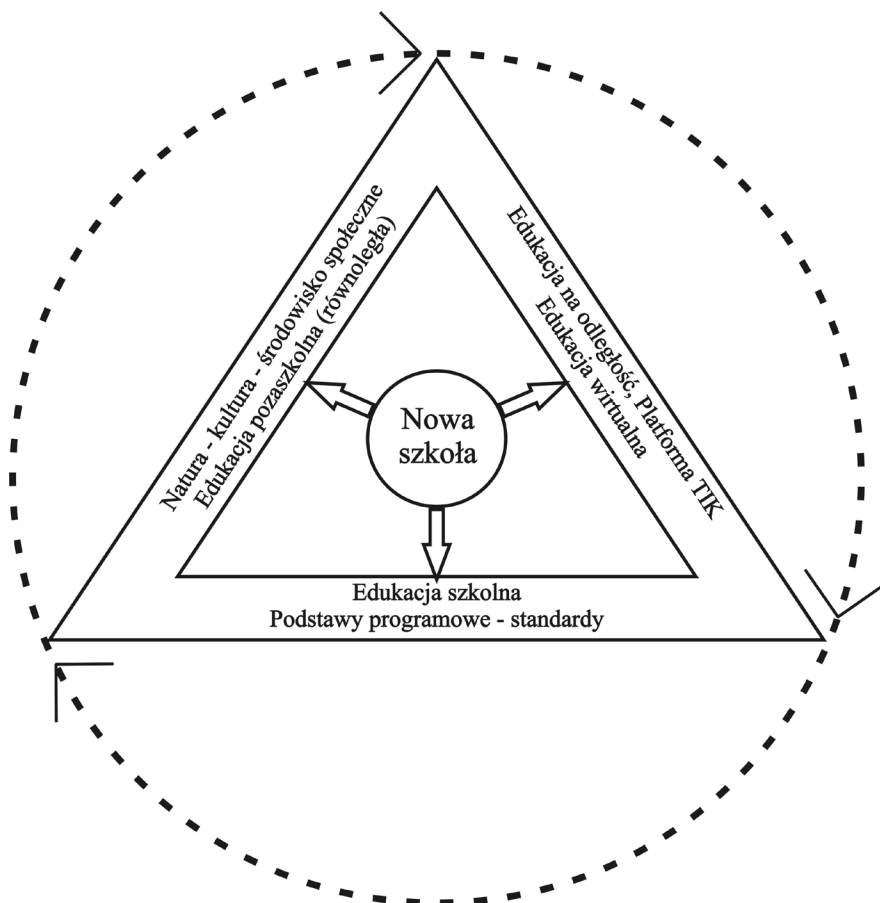 Natura - kultura - środowisko społeczne
Edukacja pozaszkolna (równoległa)
Edukacja na odległość, Platforma TIK
Edukacja wirtualna
Nowa
szkoła
Edukacja szkolna
Podstawy programowe - standardy